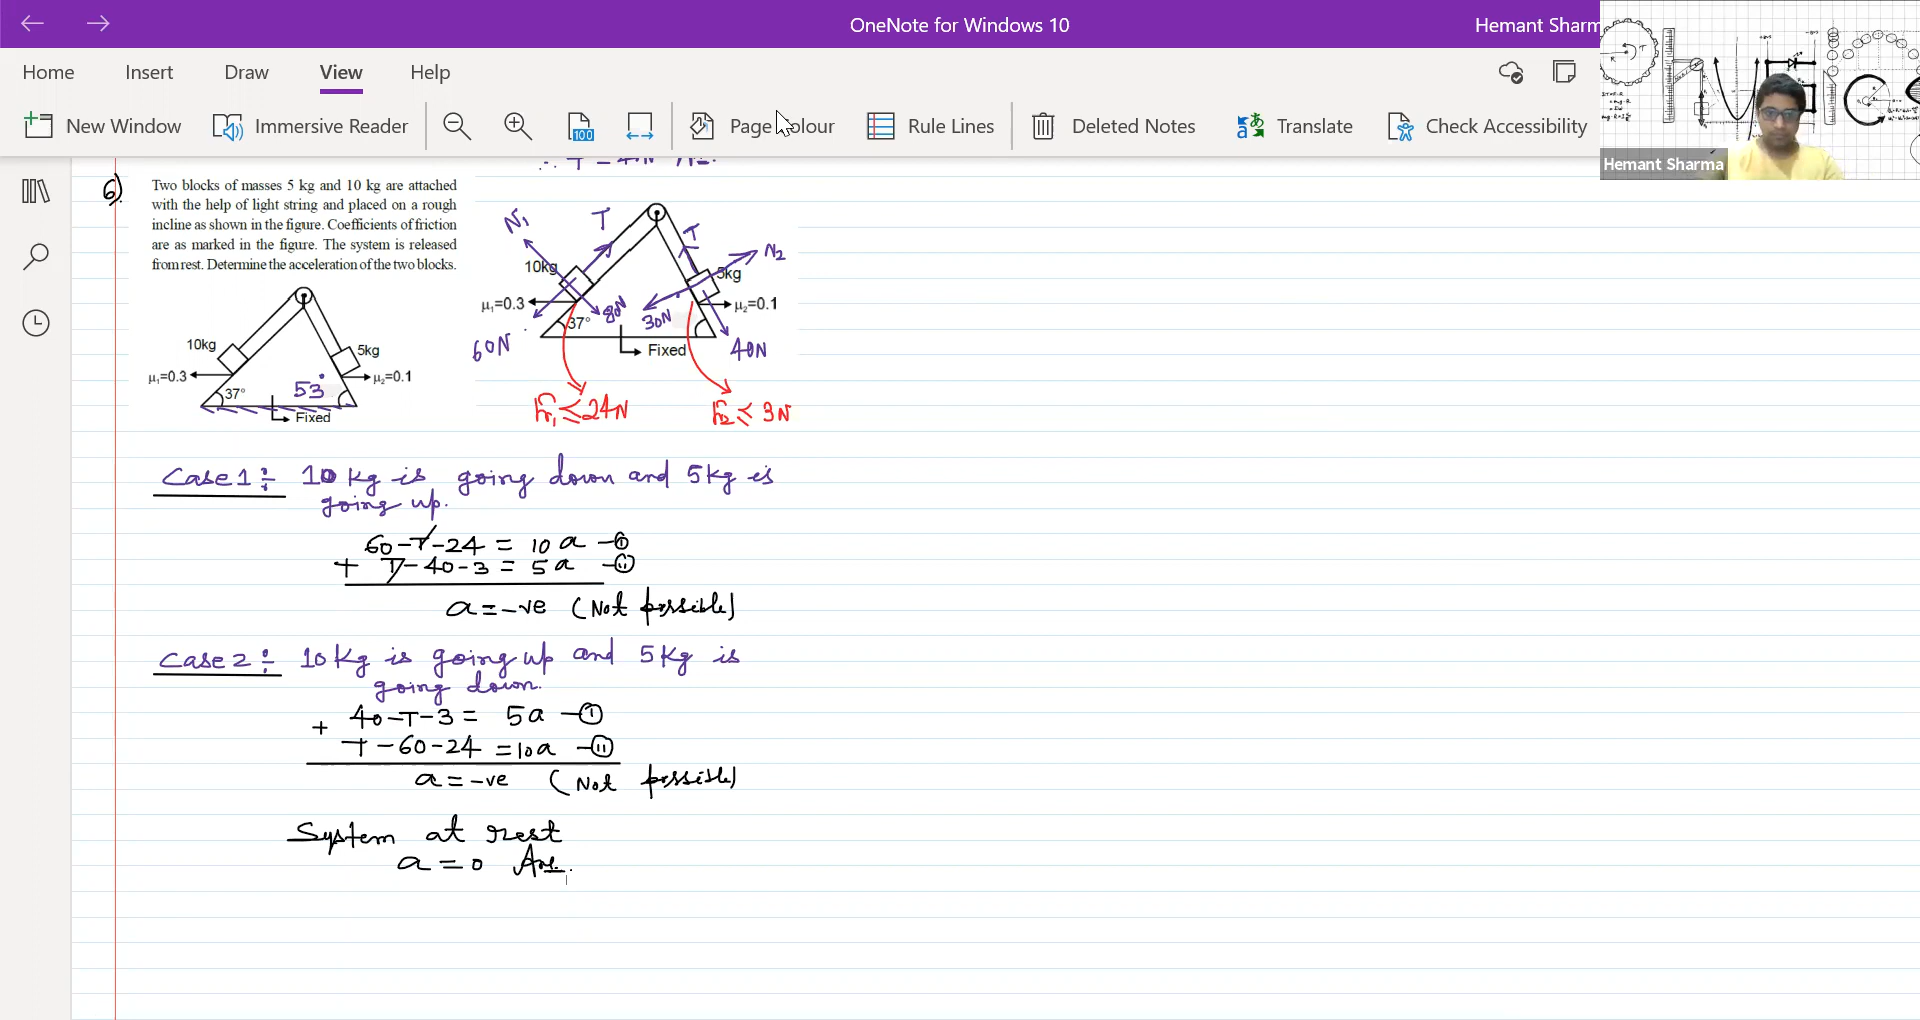 OneNote for Windows 10
Hemant Sharm
Home Insert Draw View Help
New Window Immersive Reader 100 Page Colour Rule Lines Deleted Notes Translate Check Accessibility
Hemant Sharma
6).
Two blocks of masses 5 kg and 10 kg are attached
with the help of light string and placed on a rough
incline as shown in the figure. Coefficients of friction
are as marked in the figure. The system is released
from rest. Determine the acceleration of the two blocks.
10kg
5kg
μ₁=0.3
μ₂=0.1
37°
53°
Fixed
N₁
T
T
N₂
10kg
5kg
μ₁=0.3
μ₂=0.1
80N
30N
37°
60N
Fixed
40N
fr₁ ≤ 24N
fr₂ ≤ 3N
Case 1 :- 10 kg is going down and 5 kg is
going up.
60-T-24 = 10a -(i)
+ T-40-3 = 5a -(ii)
a = -ve (Not possible)
Case 2 :- 10 kg is going up and 5 kg is
going down.
40-T-3 = 5a -(i)
+ T-60-24 = 10a -(ii)
a = -ve (Not possible)
System at rest
a = 0 Ans.